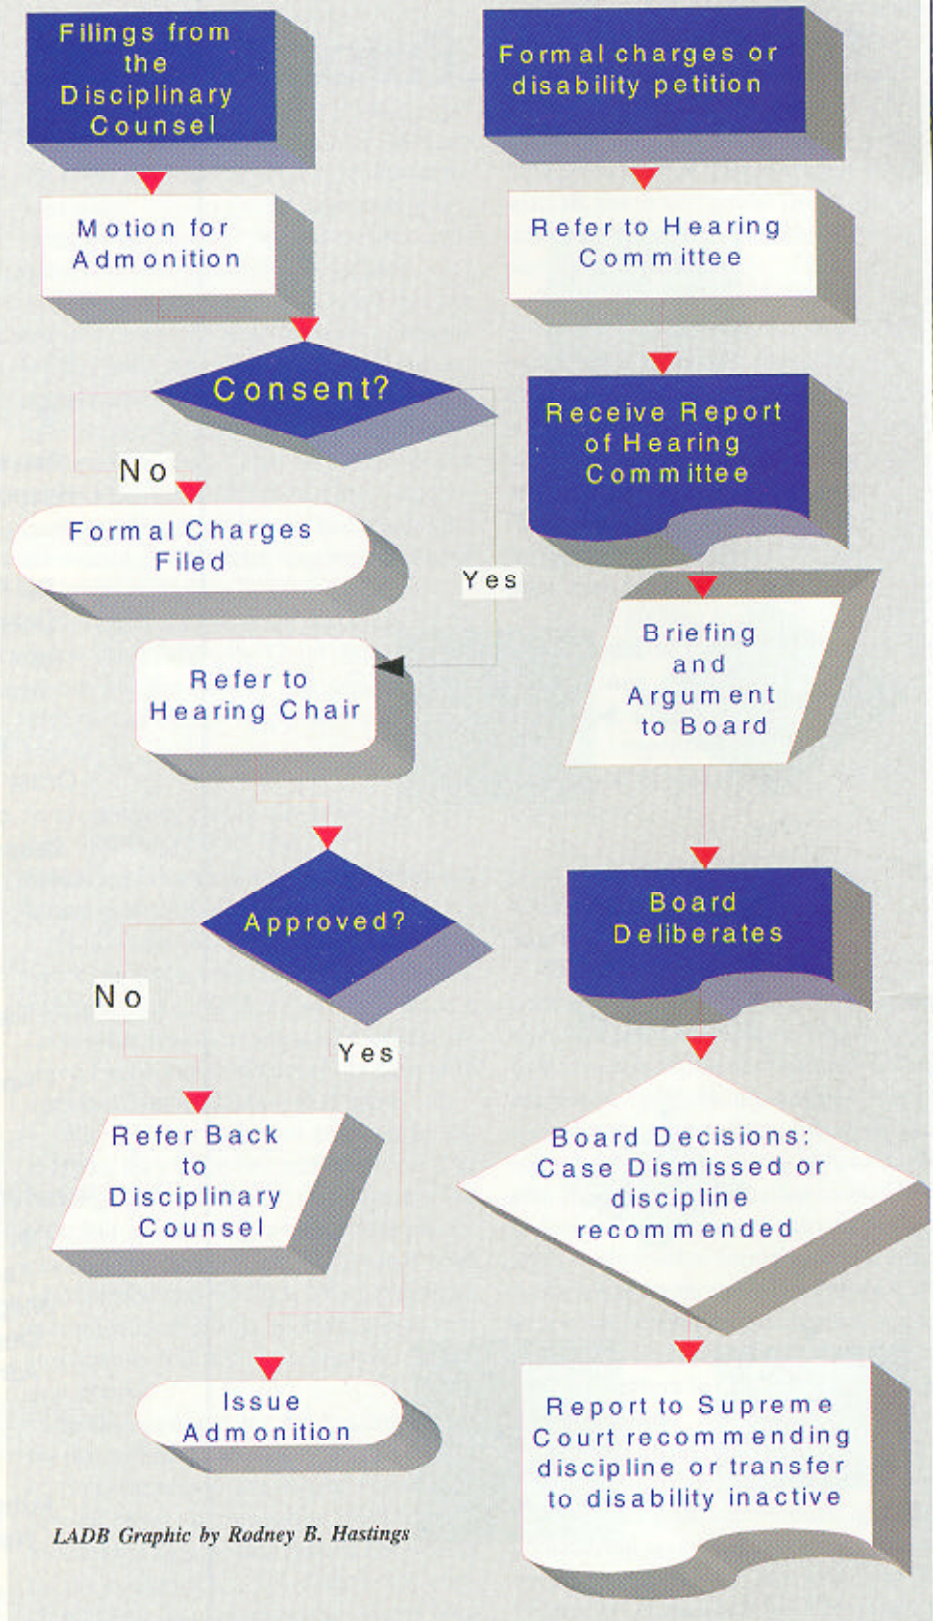 Filings from
the
Disciplinary
Counsel
Motion for
Admonition
Consent?
No
Formal Charges
Filed
Yes
Refer to
Hearing Chair
Approved?
No
Yes
Refer Back
to
Disciplinary
Counsel
Issue
Admonition
Formal charges or
disability petition
Refer to Hearing
Committee
Receive Report
of Hearing
Committee
Briefing
and
Argument
to Board
Board
Deliberates
Board Decisions:
Case Dismissed or
discipline
recommended
Report to Supreme
Court recommending
discipline or transfer
to disability inactive
LADB Graphic by Rodney B. Hastings